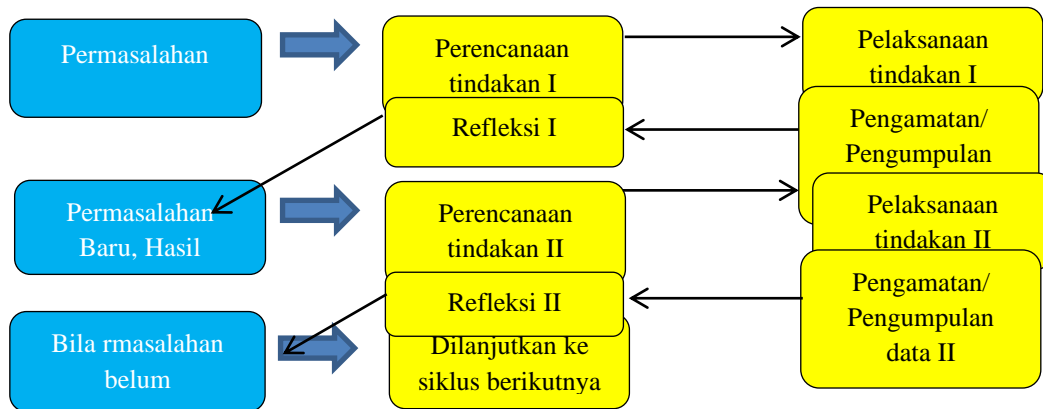 Permasalahan
Perencanaan
tindakan I
Pelaksanaan
tindakan I
Refleksi I
Pengamatan/
Pengumpulan
Permasalahan
Baru, Hasil
Perencanaan
tindakan II
Pelaksanaan
tindakan II
Refleksi II
Pengamatan/
Pengumpulan
data II
Bila rmasalahan
belum
Dilanjutkan ke
siklus berikutnya